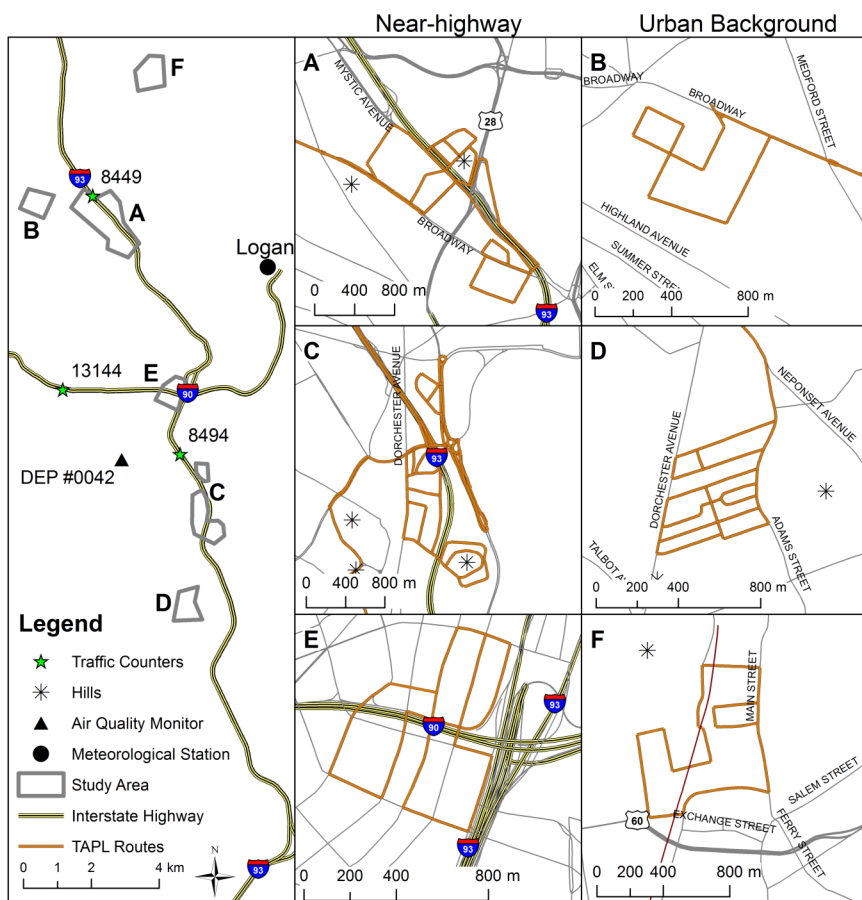 Near-highway
Urban Background
F
93
8449
A
B
Logan
13144
E
90
8494
DEP #0042
C
D
Legend
Traffic Counters
Hills
Air Quality Monitor
Meteorological Station
Study Area
Interstate Highway
TAPL Routes
0 1 2 4 km
N
93
A
MYSTIC AVENUE
28
BROADWAY
0 400 800 m
93
B
BROADWAY
BROADWAY
MEDFORD STREET
HIGHLAND AVENUE
SUMMER STRE
ELM S
0 200 400 800 m
C
DORCHESTER AVENUE
93
0 400 800 m
D
NEPONSET AVENUE
DORCHESTER AVENUE
ADAMS STREET
TALBOT A
0 200 400 800 m
E
93
90
93
0 200 400 800 m
F
MAIN STREET
SALEM STREET
60
EXCHANGE STREET
FERRY STREET
0 200 400 800 m